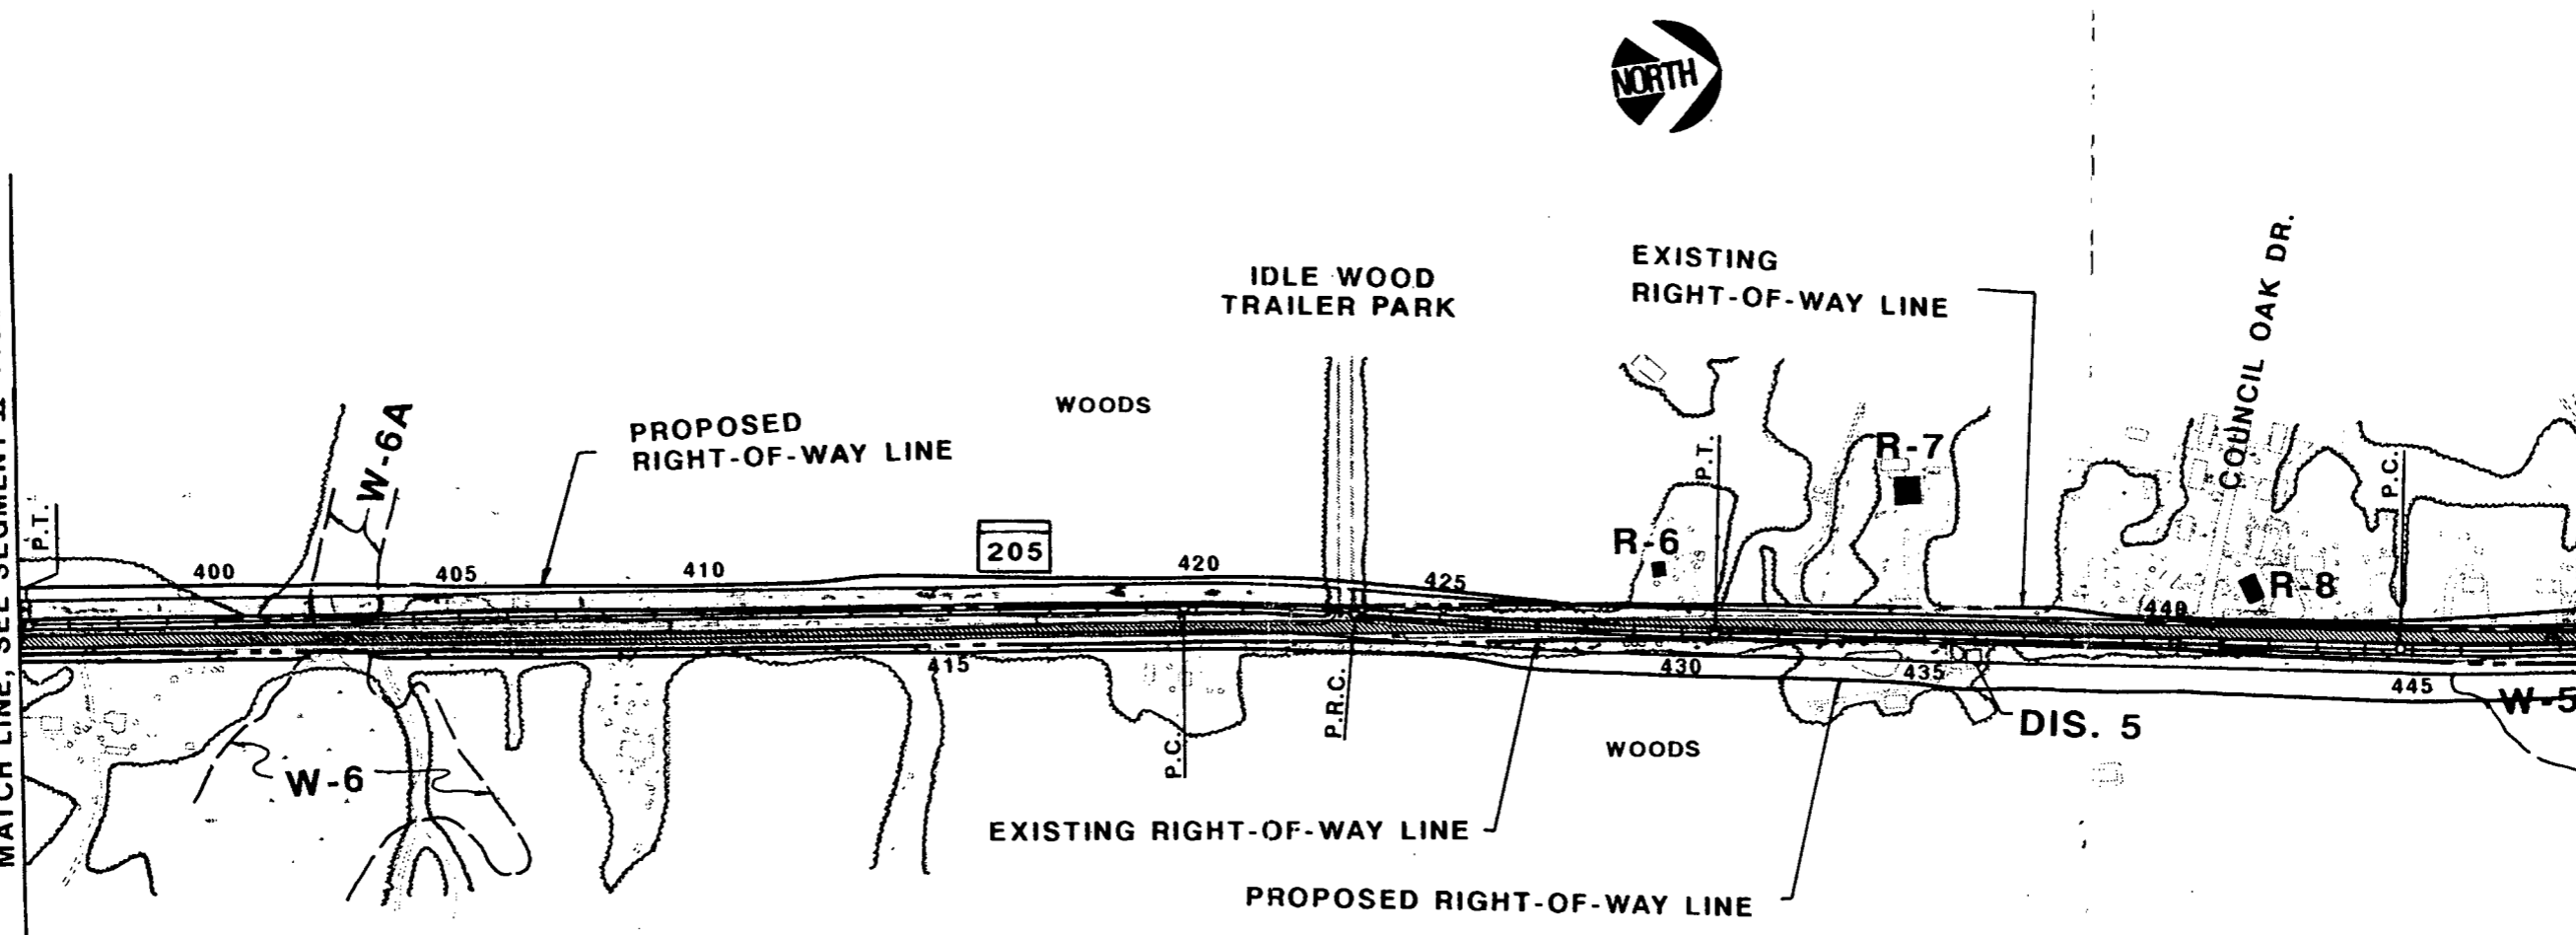 NORTH
COUNCIL OAK DR.
EXISTING
RIGHT-OF-WAY LINE
IDLE WOOD
TRAILER PARK
WOODS
PROPOSED
RIGHT-OF-WAY LINE
W-6A
P.T.
MATCH LINE, SEE SEGMENT
R-7
P.T.
P.C.
R-6
R-8
205
400
405
410
420
425
440
415
430
435
445
W-5
P.C.
P.R.C.
DIS. 5
WOODS
W-6
EXISTING RIGHT-OF-WAY LINE
PROPOSED RIGHT-OF-WAY LINE